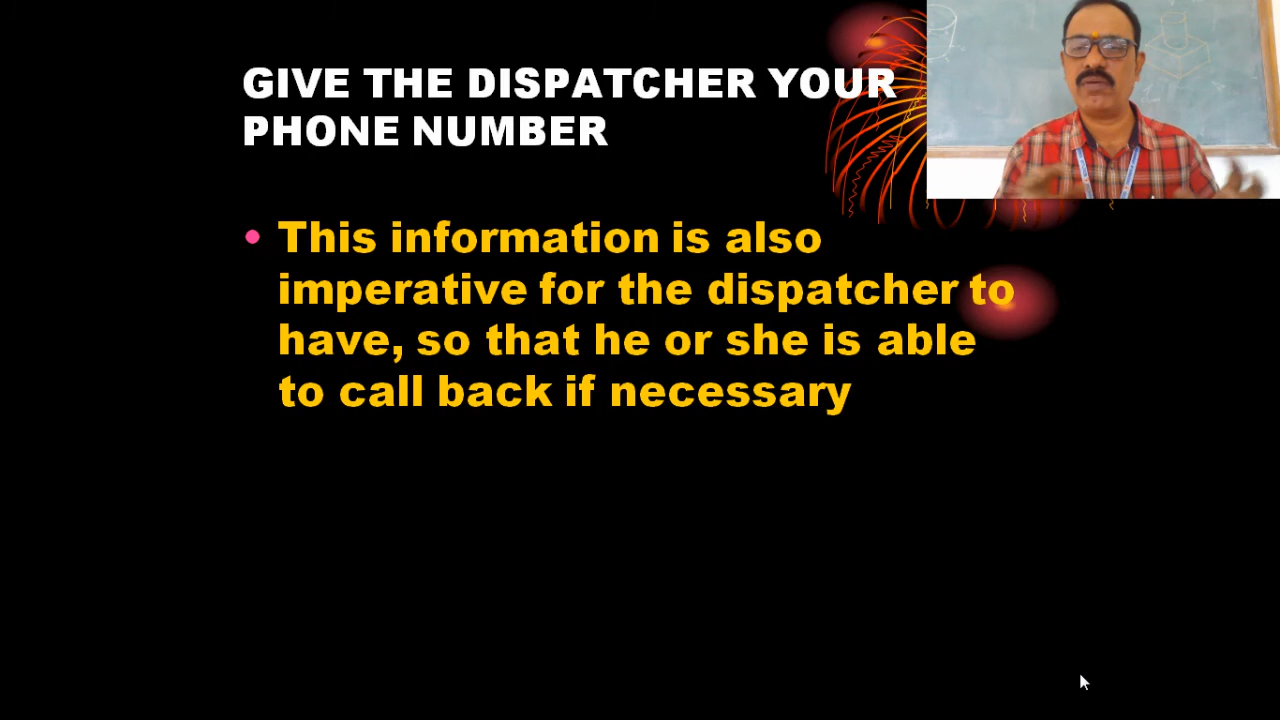 GIVE THE DISPATCHER YOUR
PHONE NUMBER
• This information is also
imperative for the dispatcher to
have, so that he or she is able
to call back if necessary